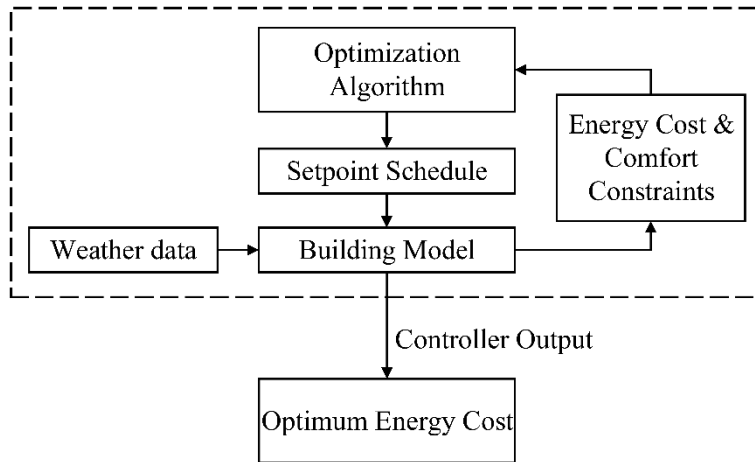 Optimization
Algorithm
Energy Cost &
Comfort
Constraints
Setpoint Schedule
Weather data
Building Model
Controller Output
Optimum Energy Cost